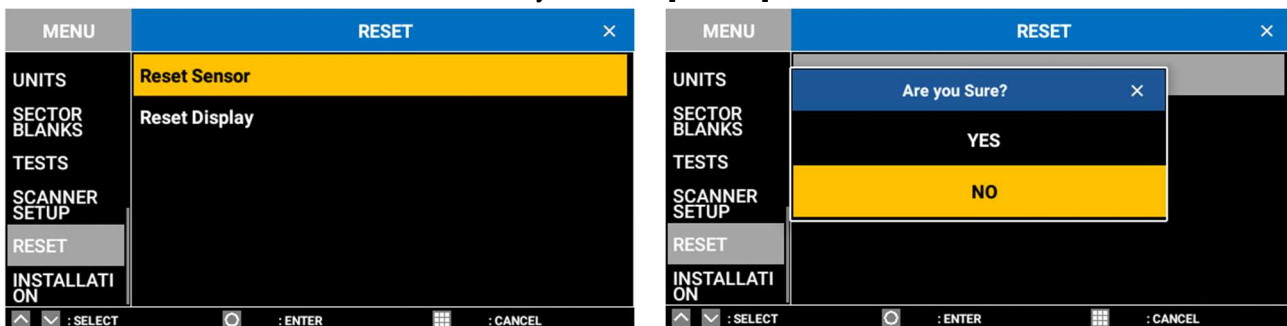 MENU
RESET
×
UNITS
SECTOR
BLANKS
TESTS
SCANNER
SETUP
RESET
INSTALLATI
ON
Reset Sensor
Reset Display
: SELECT
: ENTER
: CANCEL
MENU
RESET
×
UNITS
SECTOR
BLANKS
TESTS
SCANNER
SETUP
RESET
INSTALLATI
ON
Are you Sure?
×
YES
NO
: SELECT
: ENTER
: CANCEL